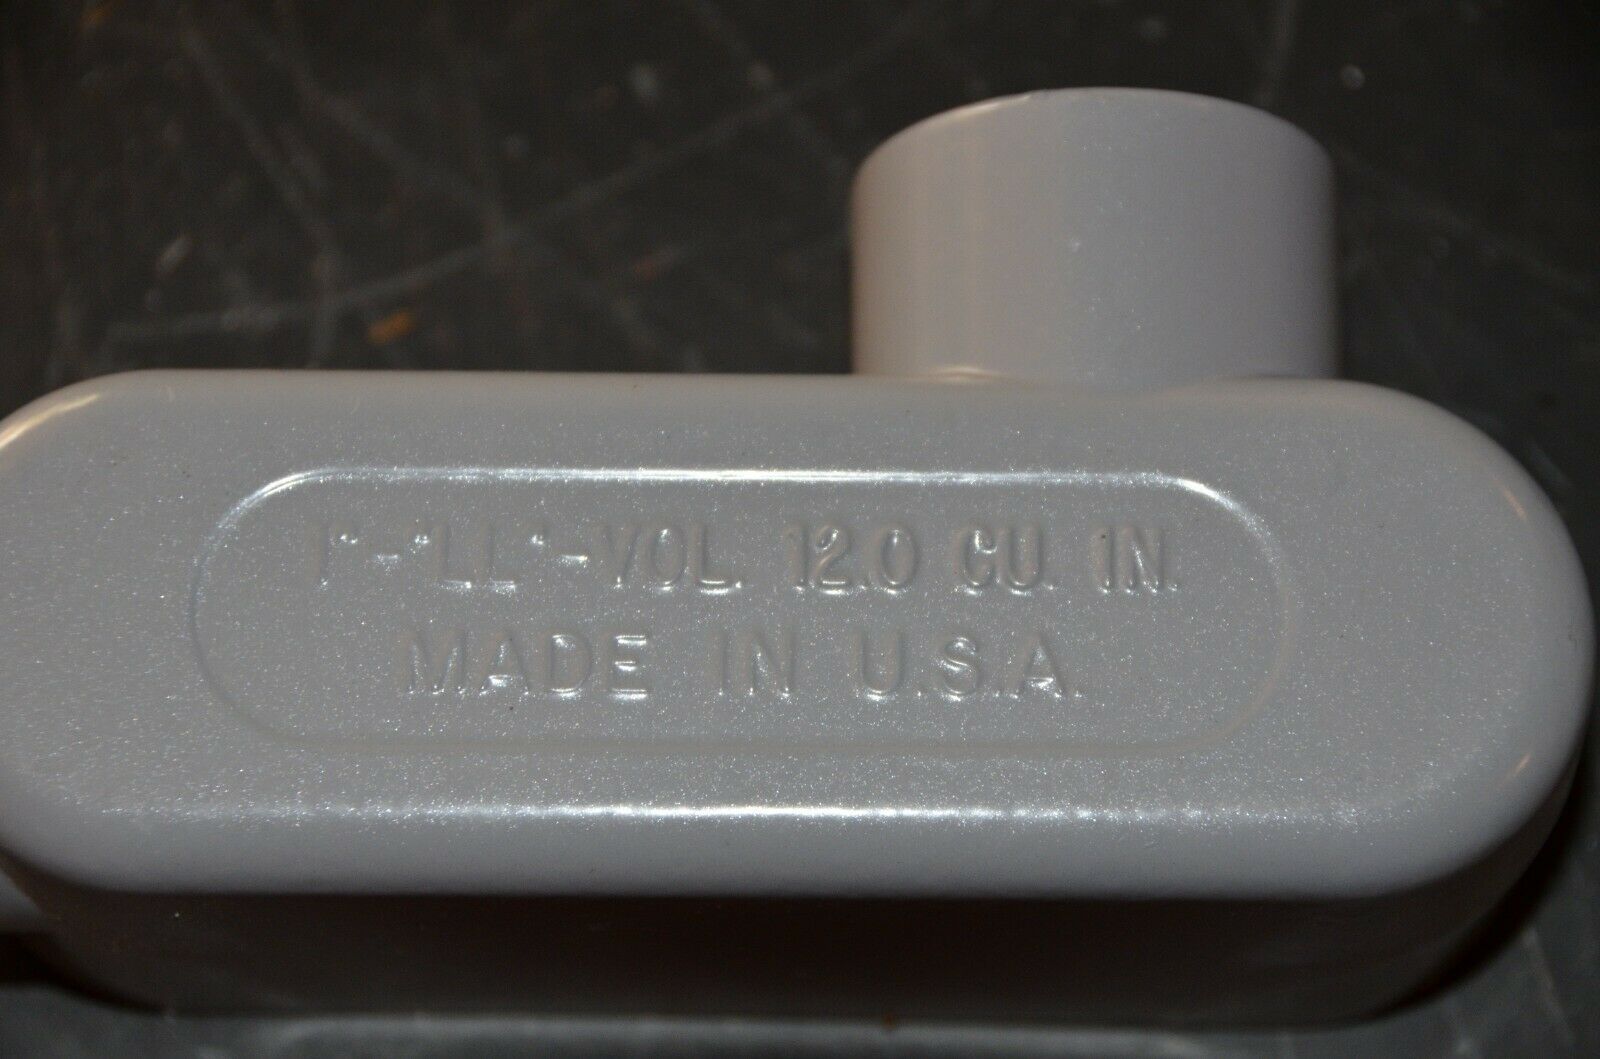 1"-"LL"-VOL. 12.0 CU. IN.
MADE IN U.S.A.